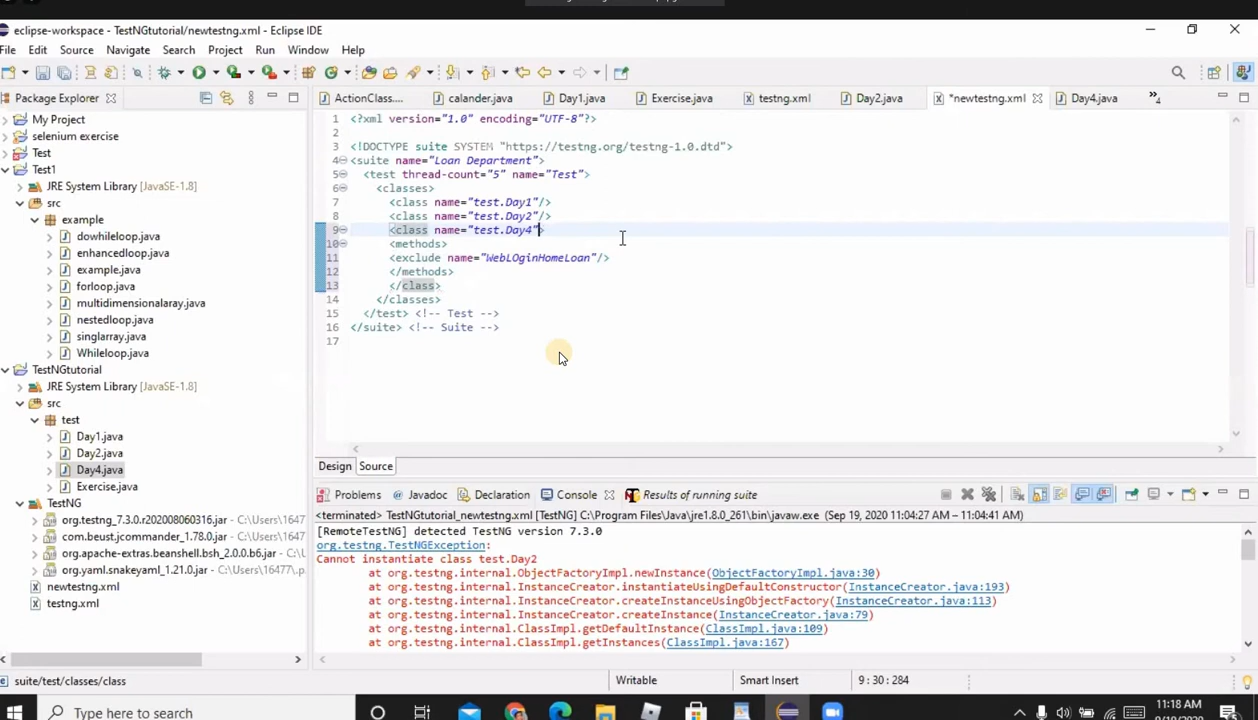 eclipse-workspace - TestNGtutorial/newtestng.xml - Eclipse IDE
File Edit Source Navigate Search Project Run Window Help
Package Explorer
ActionClass.... calander.java Day1.java Exercise.java testng.xml Day2.java *newtestng.xml Day4.java »4
My Project
selenium exercise
Test
Test1
JRE System Library [JavaSE-1.8]
src
example
dowhileloop.java
enhancedloop.java
example.java
forloop.java
multidimensionalaray.java
nestedloop.java
singlarray.java
Whileloop.java
TestNGtutorial
JRE System Library [JavaSE-1.8]
src
test
Day1.java
Day2.java
Day4.java
Exercise.java
TestNG
org.testng_7.3.0.r202008060316.jar - C:\Users\16477
com.beust.jcommander_1.78.0.jar - C:\Users\1647
org.apache-extras.beanshell.bsh_2.0.0.b6.jar - C:\U
org.yaml.snakeyaml_1.21.0.jar - C:\Users\16477\.p
newtestng.xml
testng.xml
1 <?xml version="1.0" encoding="UTF-8"?>
2
3 <!DOCTYPE suite SYSTEM "https://testng.org/testng-1.0.dtd">
4 <suite name="Loan Department">
5 <test thread-count="5" name="Test">
6 <classes>
7 <class name="test.Day1"/>
8 <class name="test.Day2"/>
9 <class name="test.Day4">
10 <methods>
11 <exclude name="WebLOginHomeLoan"/>
12 </methods>
13 </class>
14 </classes>
15 </test> <!-- Test -->
16 </suite> <!-- Suite -->
17
Design Source
Problems Javadoc Declaration Console Results of running suite
<terminated> TestNGtutorial_newtestng.xml [TestNG] C:\Program Files\Java\jre1.8.0_261\bin\javaw.exe (Sep 19, 2020 11:04:27 AM – 11:04:41 AM)
[RemoteTestNG] detected TestNG version 7.3.0
org.testng.TestNGException:
Cannot instantiate class test.Day2
at org.testng.internal.ObjectFactoryImpl.newInstance(ObjectFactoryImpl.java:30)
at org.testng.internal.InstanceCreator.instantiateUsingDefaultConstructor(InstanceCreator.java:193)
at org.testng.internal.InstanceCreator.createInstanceUsingObjectFactory(InstanceCreator.java:113)
at org.testng.internal.InstanceCreator.createInstance(InstanceCreator.java:79)
at org.testng.internal.ClassImpl.getDefaultInstance(ClassImpl.java:109)
at org.testng.internal.ClassImpl.getInstances(ClassImpl.java:167)
suite/test/classes/class Writable Smart Insert 9 : 30 : 284
Type here to search
11:18 AM